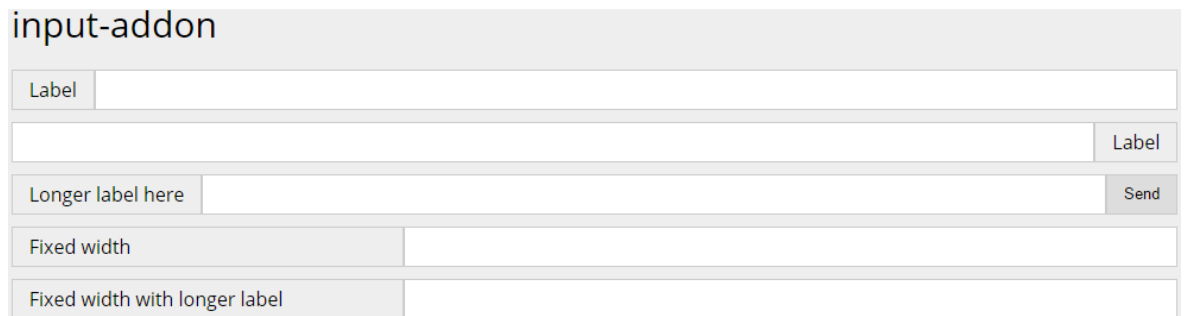 input-addon
Label
Label
Longer label here Send
Fixed width
Fixed width with longer label